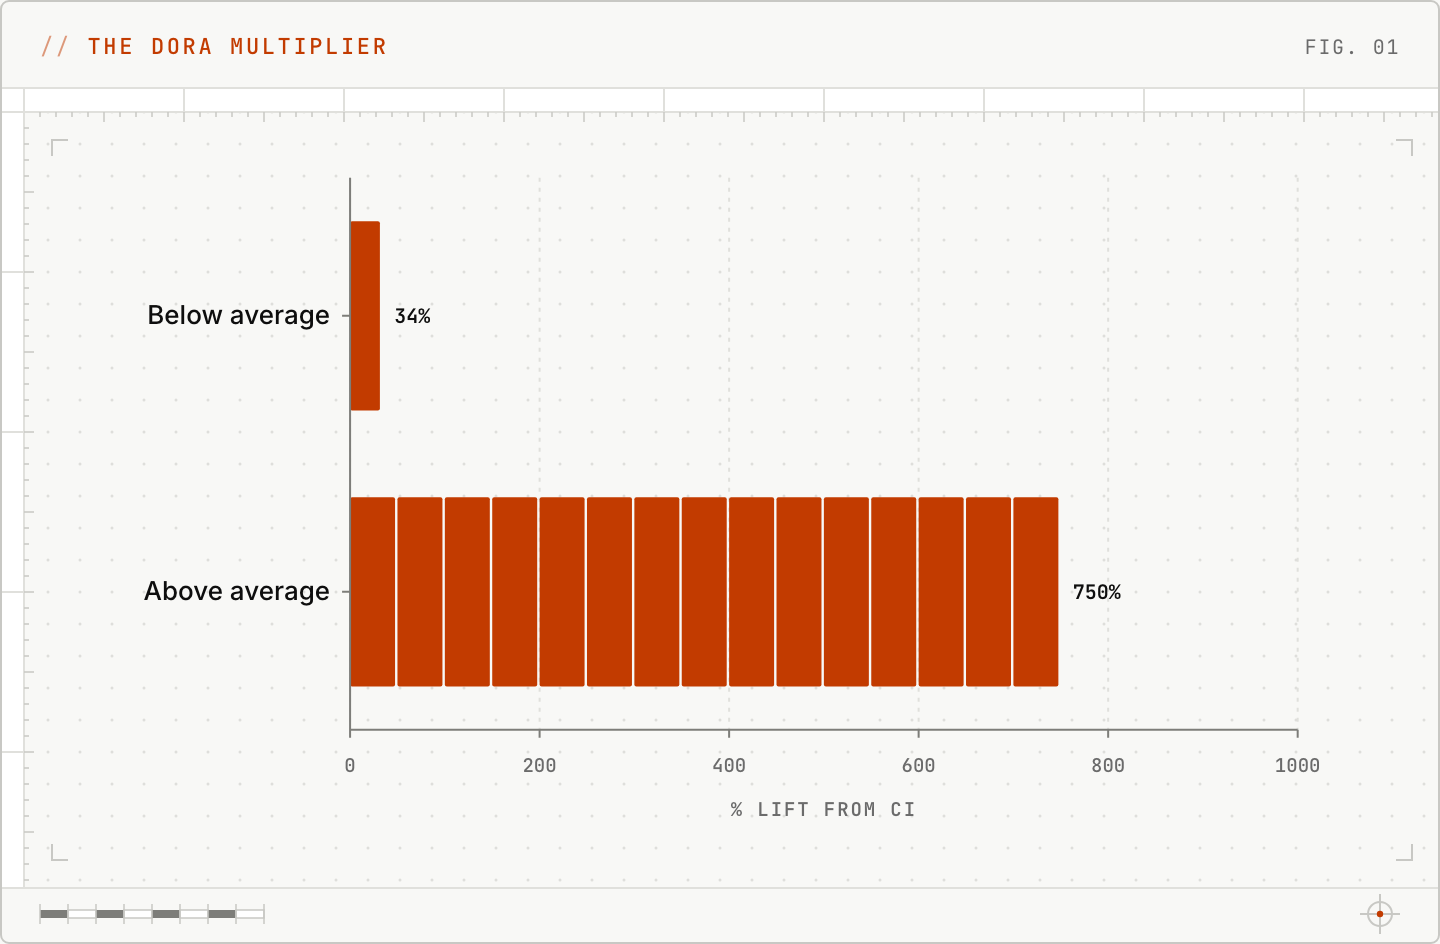 // THE DORA MULTIPLIER
FIG. 01
Below average
34%
Above average
750%
0 200 400 600 800 1000
% LIFT FROM CI